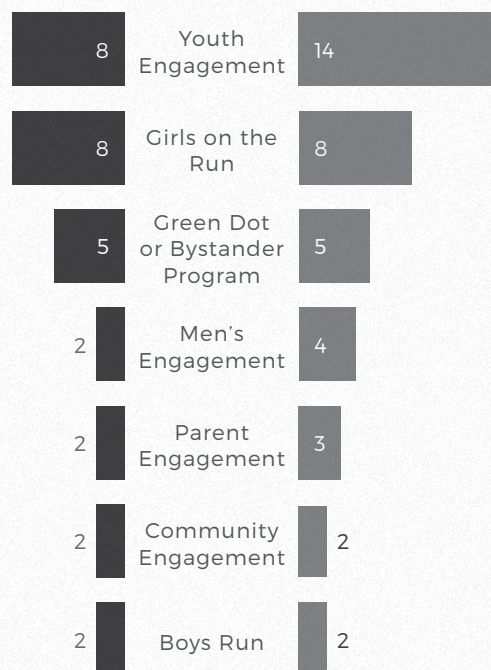 8 Youth Engagement 14
8 Girls on the Run 8
5 Green Dot or Bystander Program 5
2 Men’s Engagement 4
2 Parent Engagement 3
2 Community Engagement 2
2 Boys Run 2